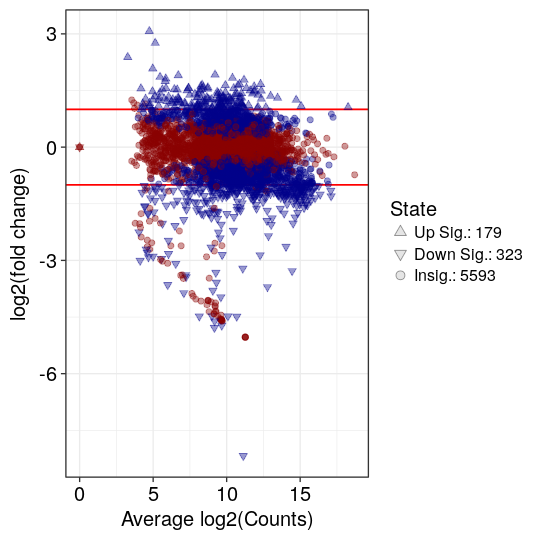 3
0
-3
-6
log2(fold change)
0 5 10 15
Average log2(Counts)
State
Up Sig.: 179
Down Sig.: 323
Insig.: 5593